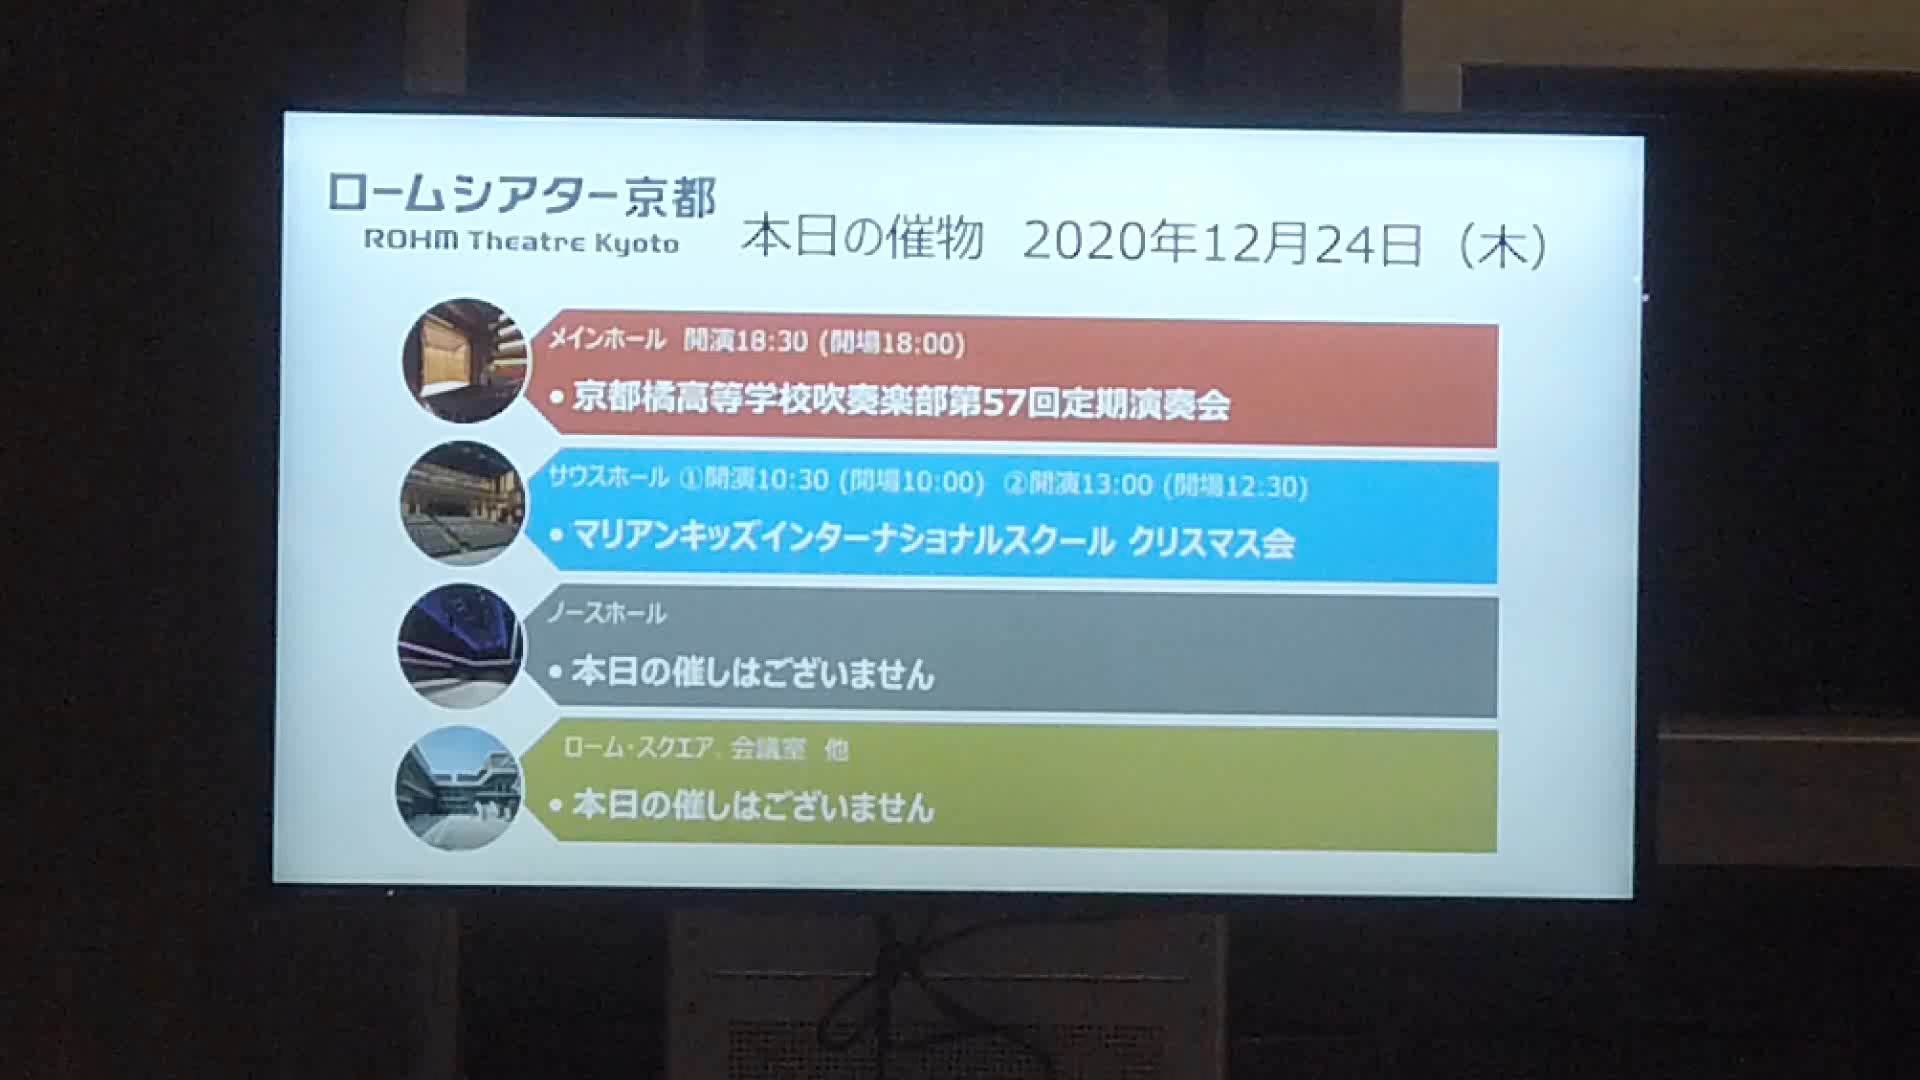 ロームシアター京都
ROHM Theatre Kyoto
本日の催物 2020年12月24日（木）
メインホール 開演18:30 (開場18:00)
• 京都橘高等学校吹奏楽部第57回定期演奏会
サウスホール ①開演10:30 (開場10:00) ②開演13:00 (開場12:30)
• マリアンキッズインターナショナルスクール クリスマス会
ノースホール
• 本日の催しはございません
ローム・スクエア、会議室 他
• 本日の催しはございません